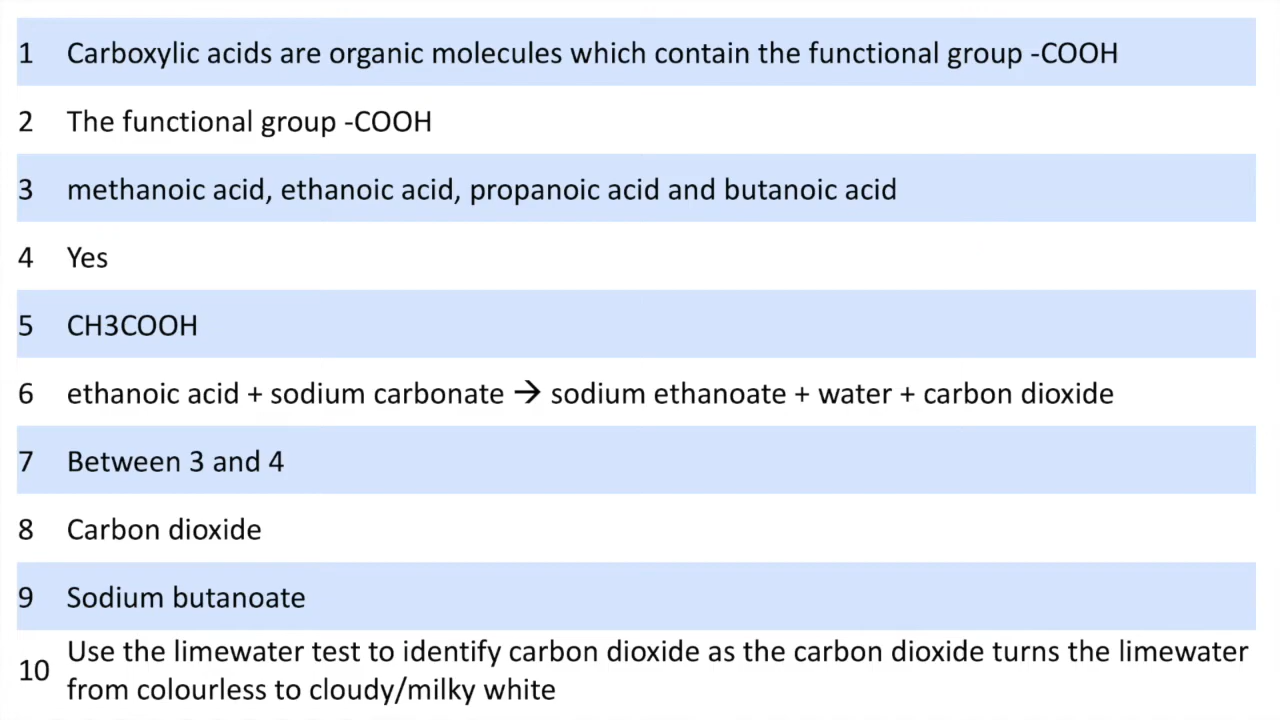 1 Carboxylic acids are organic molecules which contain the functional group -COOH
2 The functional group -COOH
3 methanoic acid, ethanoic acid, propanoic acid and butanoic acid
4 Yes
5 CH3COOH
6 ethanoic acid + sodium carbonate → sodium ethanoate + water + carbon dioxide
7 Between 3 and 4
8 Carbon dioxide
9 Sodium butanoate
10 Use the limewater test to identify carbon dioxide as the carbon dioxide turns the limewater
from colourless to cloudy/milky white